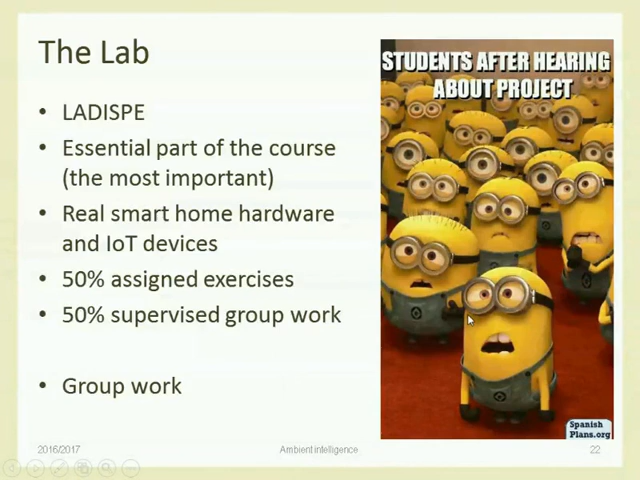 The Lab
• LADISPE
• Essential part of the course
(the most important)
• Real smart home hardware
and IoT devices
• 50% assigned exercises
• 50% supervised group work
• Group work
STUDENTS AFTER HEARING
ABOUT PROJECT
Spanish
Plans.org
2016/2017
Ambient intelligence
22